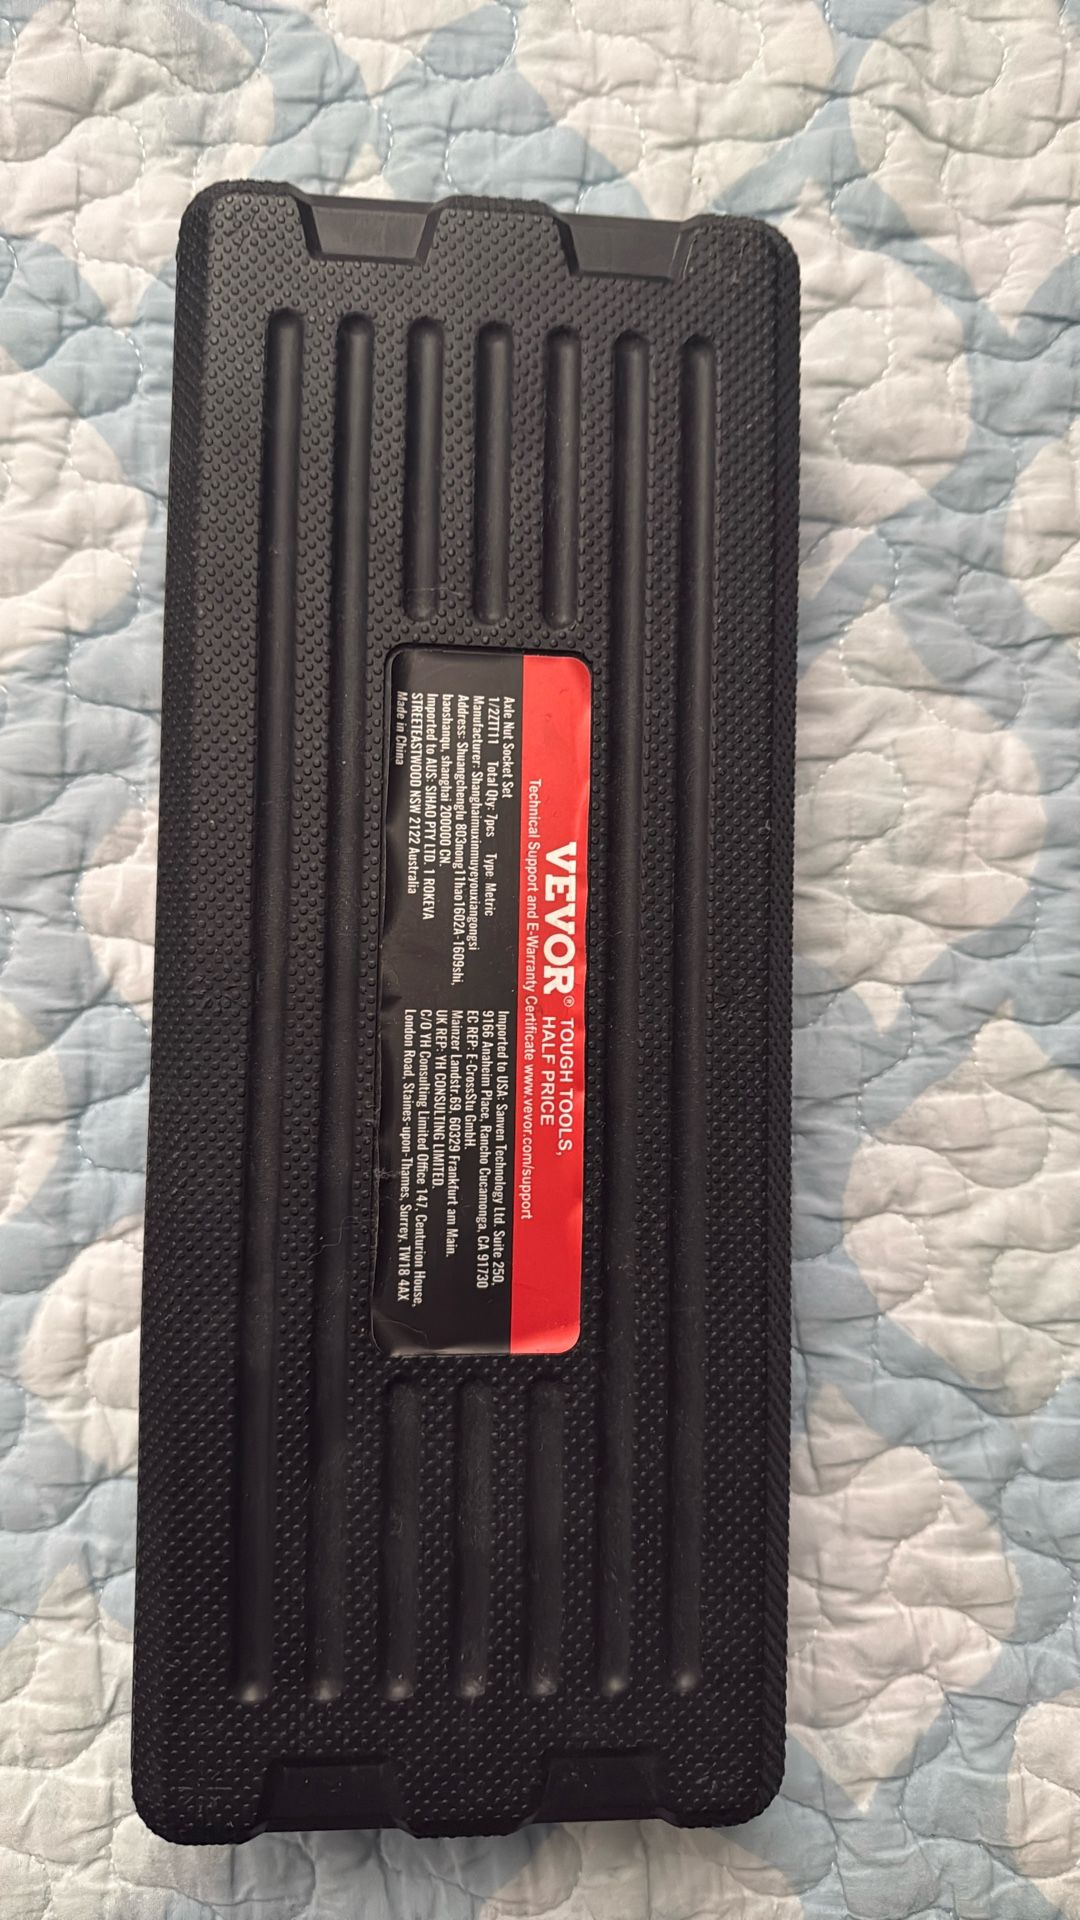 VEVOR® TOUGH TOOLS,
HALF PRICE
Technical Support and E-Warranty Certificate www.vevor.com/support
Axle Nut Socket Set
1/2ZTT11 Total Qty: 7pcs Type: Metric
Manufacturer: Shanghaimuxinmuyeyouxiangongsi
Address: Shuangchenglu 803nong11hao1602A-1609shi,
baoshanqu, shanghai 200000 CN.
Imported to AUS: SIHAO PTY LTD. 1 ROKEVA
STREETEASTWOOD NSW 2122 Australia
Made in China
Imported to USA: Sanven Technology Ltd. Suite 250,
9166 Anaheim Place, Rancho Cucamonga, CA 91730
EC REP: E-CrossStu GmbH.
Mainzer Landstr.69, 60329 Frankfurt am Main.
UK REP: YH CONSULTING LIMITED.
C/O YH Consulting Limited Office 147, Centurion House,
London Road, Staines-upon-Thames, Surrey, TW18 4AX